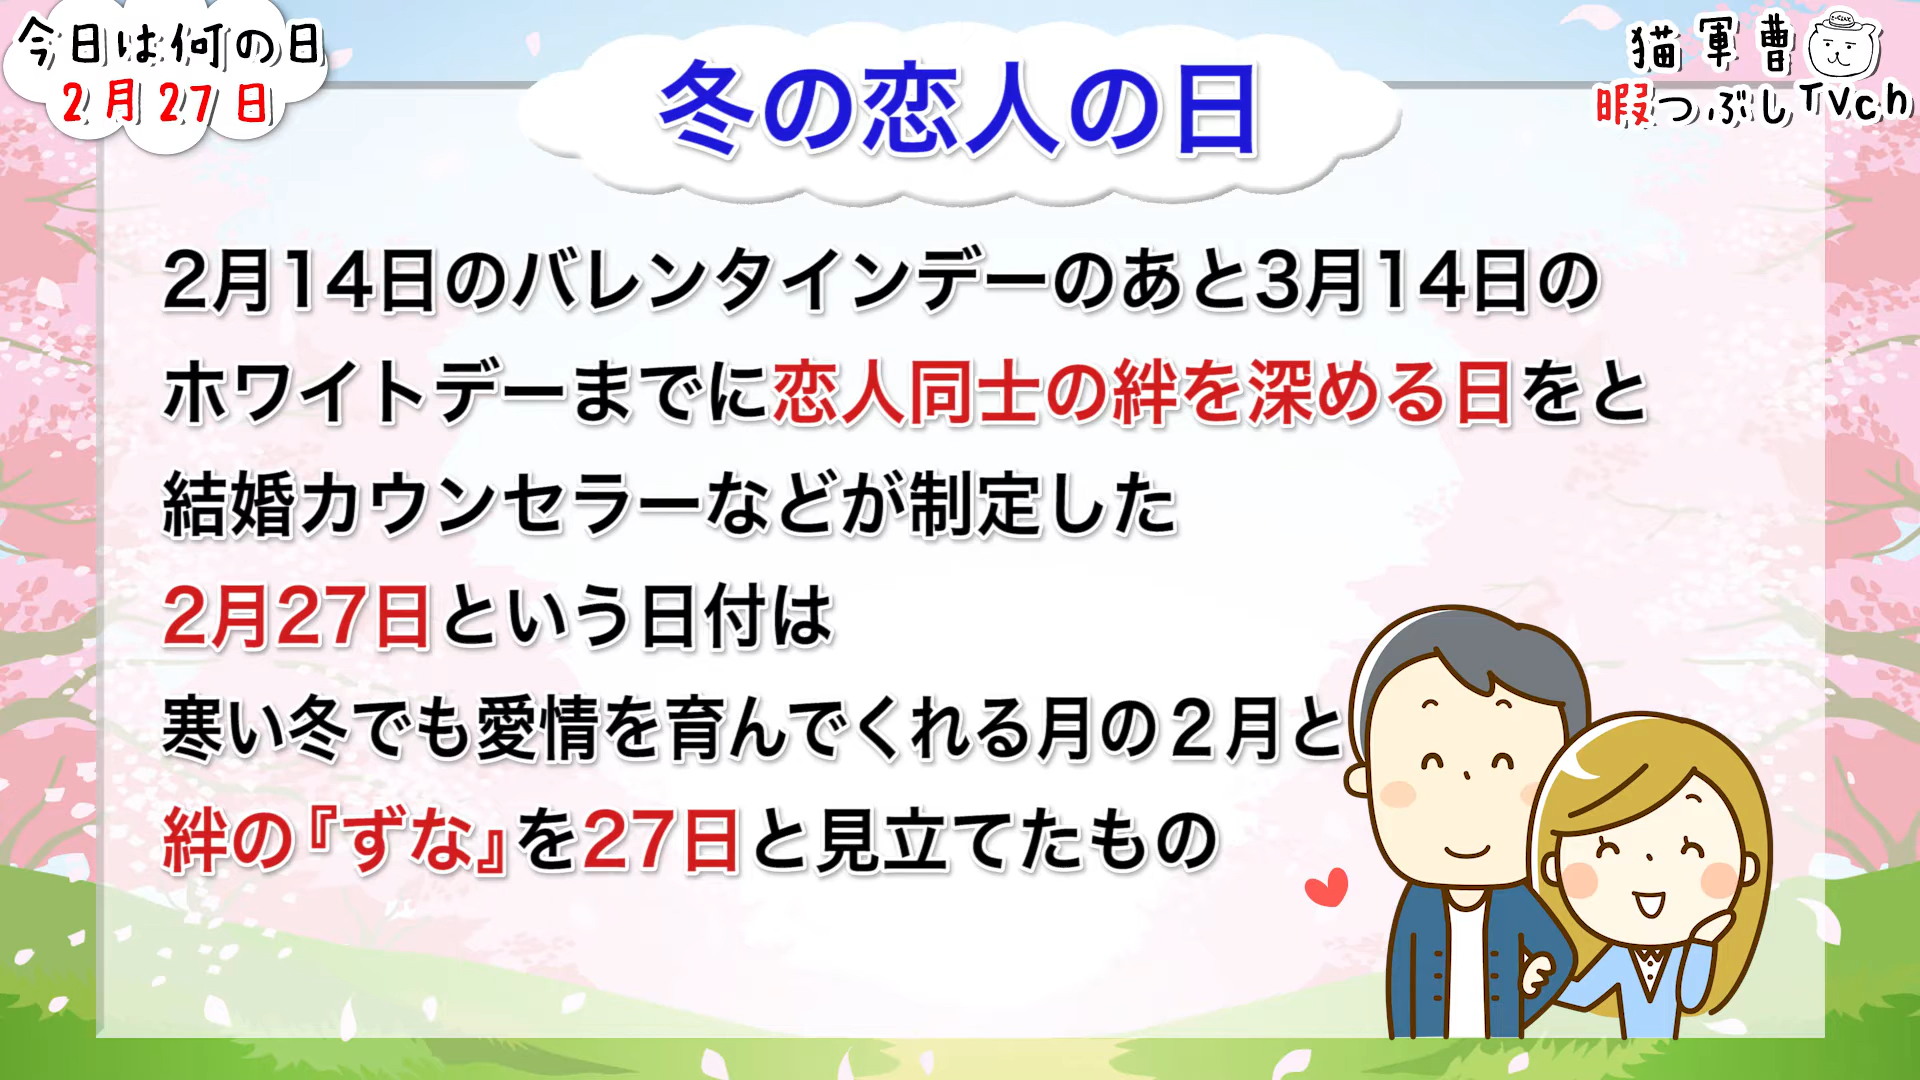 今日は何の日
2月27日
冬の恋人の日
猫軍曹
暇つぶしTVch
2月14日のバレンタインデーのあと3月14日の
ホワイトデーまでに恋人同士の絆を深める日をと
結婚カウンセラーなどが制定した
2月27日という日付は
寒い冬でも愛情を育んでくれる月の２月と
絆の『ずな』を27日と見立てたもの